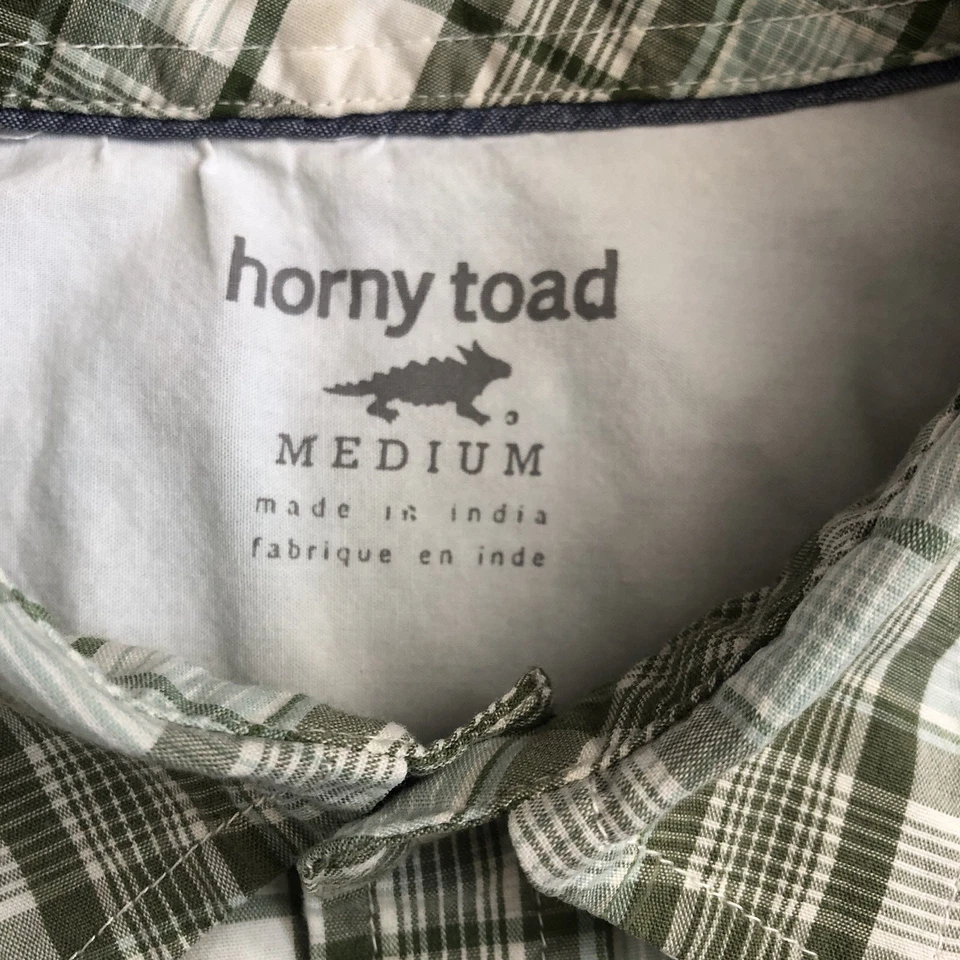 horny toad
MEDIUM
made in india
fabrique en inde